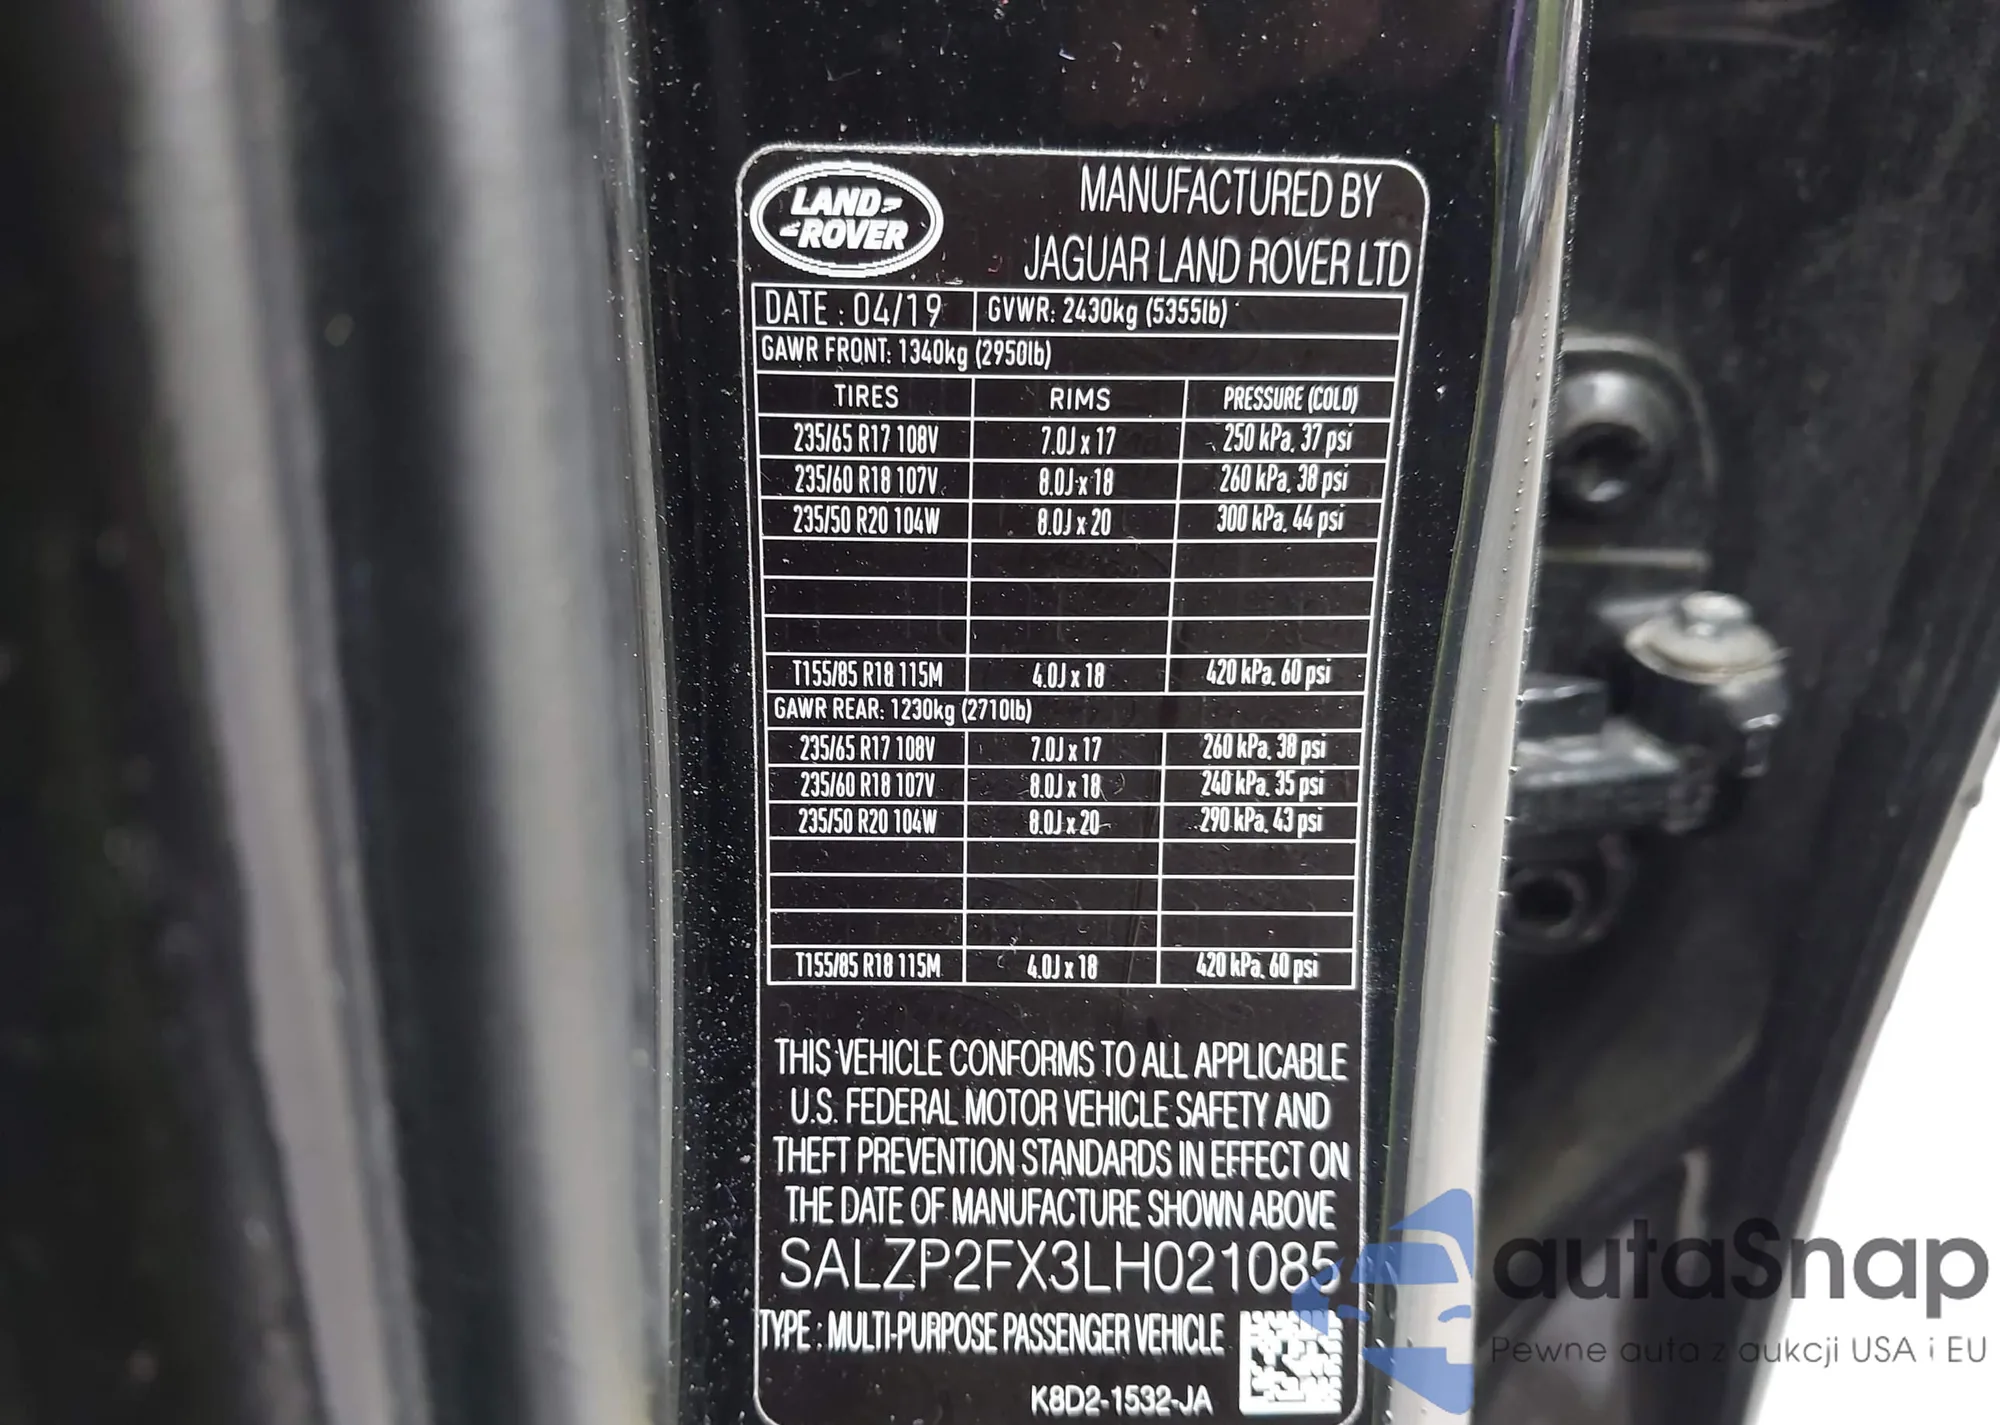 LAND-
-ROVER
MANUFACTURED BY
JAGUAR LAND ROVER LTD
DATE : 04/19 GVWR: 2430kg (5355lb)
GAWR FRONT: 1340kg (2950lb)
TIRES RIMS PRESSURE (COLD)
235/65 R17 108V 7.0J x 17 250 kPa, 37 psi
235/60 R18 107V 8.0J x 18 260 kPa, 38 psi
235/50 R20 104W 8.0J x 20 300 kPa, 44 psi
T155/85 R18 115M 4.0J x 18 420 kPa, 60 psi
GAWR REAR: 1230kg (2710lb)
235/65 R17 108V 7.0J x 17 260 kPa, 38 psi
235/60 R18 107V 8.0J x 18 240 kPa, 35 psi
235/50 R20 104W 8.0J x 20 290 kPa, 43 psi
T155/85 R18 115M 4.0J x 18 420 kPa, 60 psi
THIS VEHICLE CONFORMS TO ALL APPLICABLE
U.S. FEDERAL MOTOR VEHICLE SAFETY AND
THEFT PREVENTION STANDARDS IN EFFECT ON
THE DATE OF MANUFACTURE SHOWN ABOVE
SALZP2FX3LH021085
TYPE : MULTI-PURPOSE PASSENGER VEHICLE
K8D2-1532-JA
autaSnap
Pewne auta z aukcji USA i EU